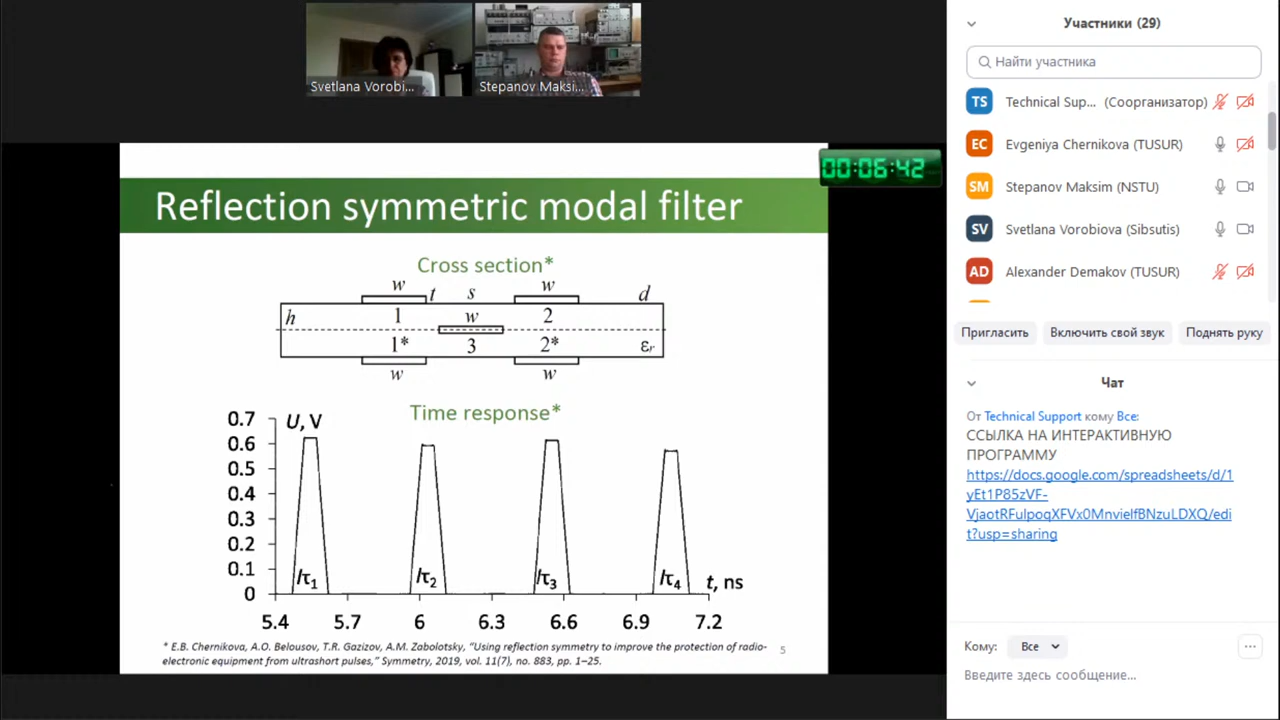 Svetlana Vorobi...
Stepanov Maksi...
00:06:42
Reflection symmetric modal filter
Cross section*
w t s w d
h 1 w 2
1* 3 2* εr
w w
Time response*
U, V
0.7
0.6
0.5
0.4
0.3
0.2
0.1
0
lτ1 lτ2 lτ3 lτ4 t, ns
5.4 5.7 6 6.3 6.6 6.9 7.2
* E.B. Chernikova, A.O. Belousov, T.R. Gazizov, A.M. Zabolotsky, “Using reflection symmetry to improve the protection of radio-
electronic equipment from ultrashort pulses,” Symmetry, 2019, vol. 11(7), no. 883, pp. 1–25.
5
Участники (29)
Найти участника
TS Technical Sup... (Соорганизатор)
EC Evgeniya Chernikova (TUSUR)
SM Stepanov Maksim (NSTU)
SV Svetlana Vorobiova (Sibsutis)
AD Alexander Demakov (TUSUR)
Пригласить Включить свой звук Поднять руку
Чат
От Technical Support кому Все:
ССЫЛКА НА ИНТЕРАКТИВНУЮ
ПРОГРАММУ
https://docs.google.com/spreadsheets/d/1
yEt1P85zVF-
VjaotRFulpoqXFVx0MnvielfBNzuLDXQ/edi
t?usp=sharing
Кому: Все
Введите здесь сообщение...